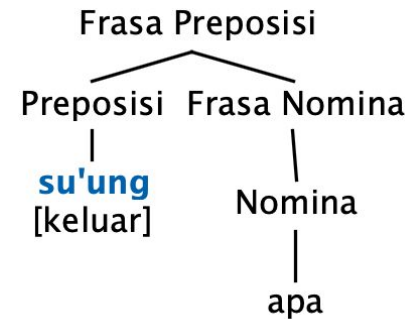 Frasa Preposisi
Preposisi Frasa Nomina
su'ung
[keluar]
Nomina
apa